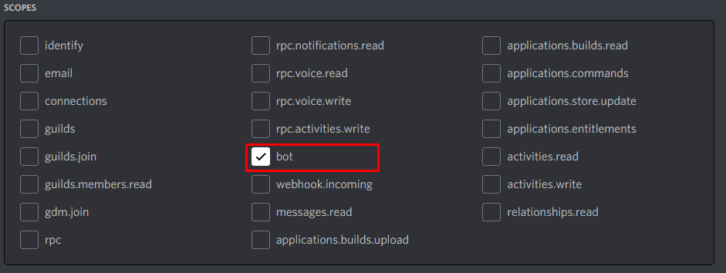 SCOPES
identify
email
connections
guilds
guilds.join
guilds.members.read
gdm.join
rpc
rpc.notifications.read
rpc.voice.read
rpc.voice.write
rpc.activities.write
bot
webhook.incoming
messages.read
applications.builds.upload
applications.builds.read
applications.commands
applications.store.update
applications.entitlements
activities.read
activities.write
relationships.read